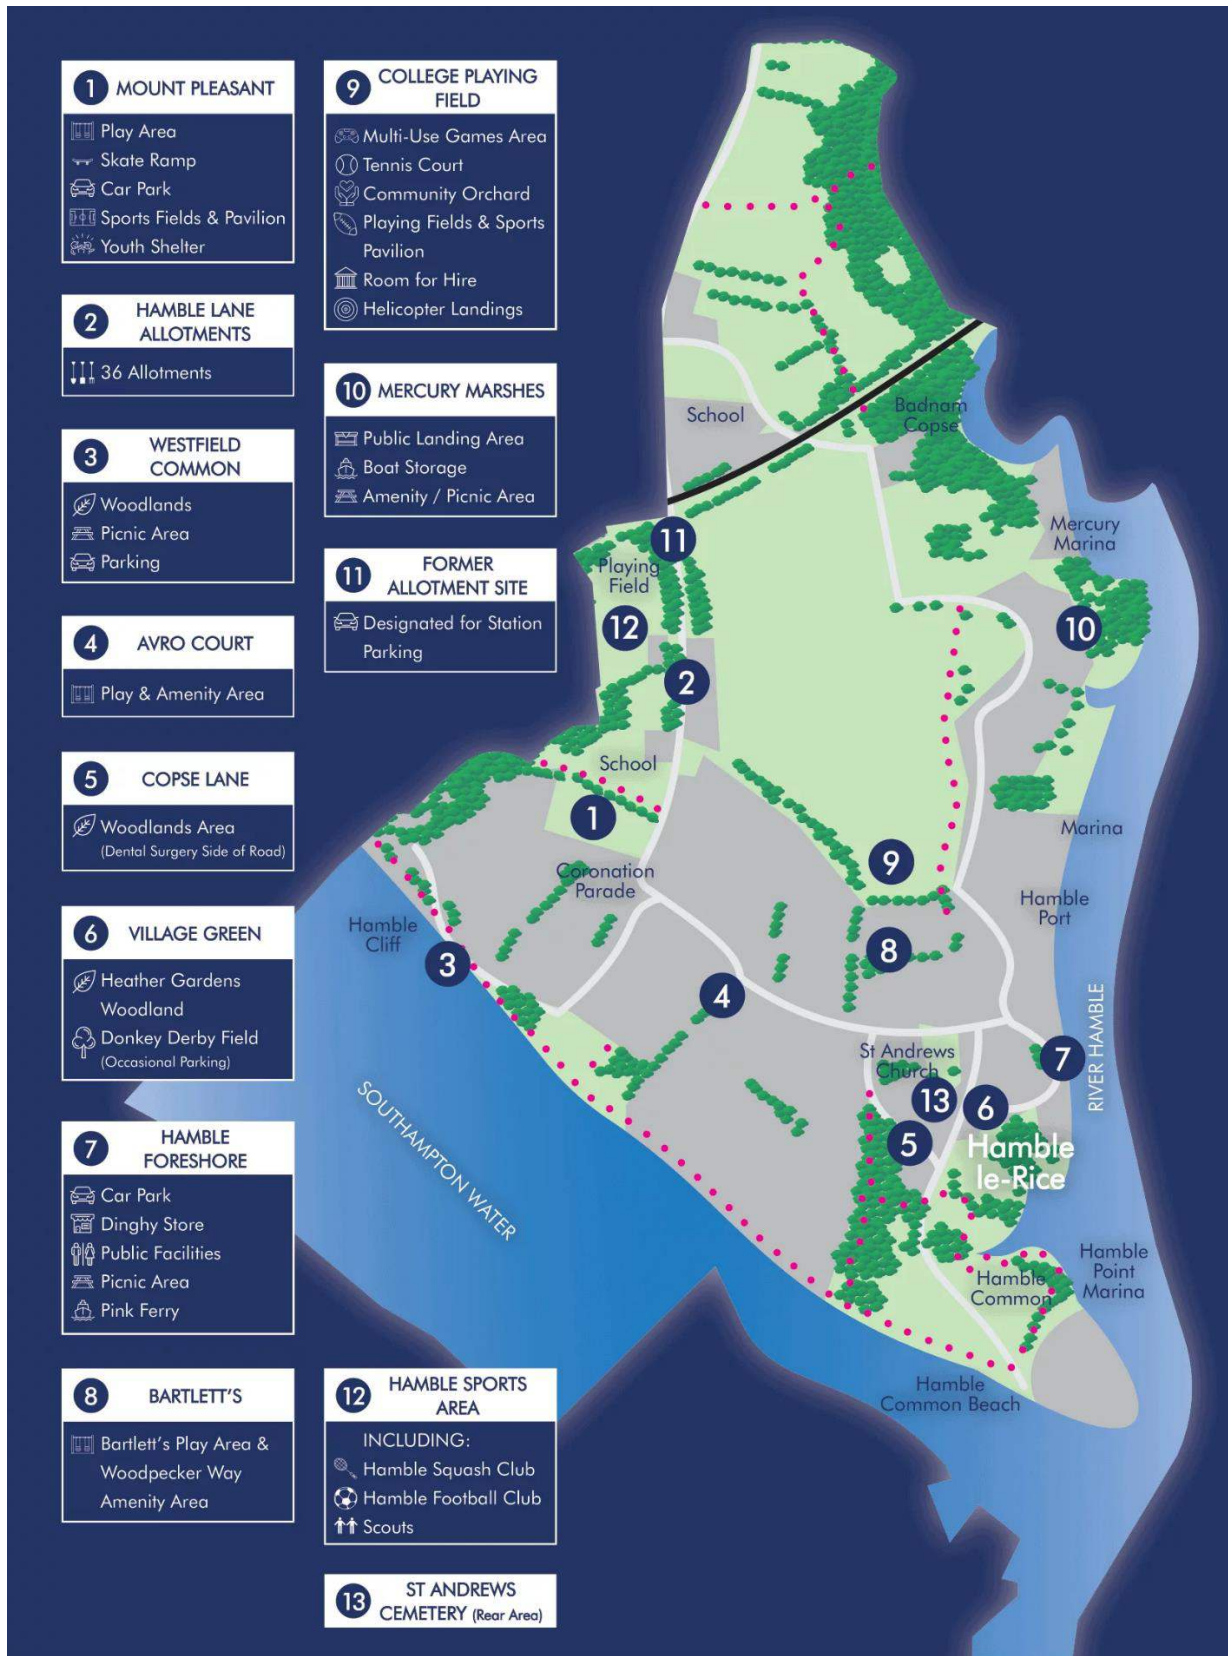 1 MOUNT PLEASANT
Play Area
Skate Ramp
Car Park
Sports Fields & Pavilion
Youth Shelter
2 HAMBLE LANE
ALLOTMENTS
36 Allotments
3 WESTFIELD
COMMON
Woodlands
Picnic Area
Parking
4 AVRO COURT
Play & Amenity Area
5 COPSE LANE
Woodlands Area
(Dental Surgery Side of Road)
6 VILLAGE GREEN
Heather Gardens
Woodland
Donkey Derby Field
(Occasional Parking)
7 HAMBLE
FORESHORE
Car Park
Dinghy Store
Public Facilities
Picnic Area
Pink Ferry
8 BARTLETT'S
Bartlett's Play Area &
Woodpecker Way
Amenity Area
9 COLLEGE PLAYING
FIELD
Multi-Use Games Area
Tennis Court
Community Orchard
Playing Fields & Sports
Pavilion
Room for Hire
Helicopter Landings
10 MERCURY MARSHES
Public Landing Area
Boat Storage
Amenity / Picnic Area
11 FORMER
ALLOTMENT SITE
Designated for Station
Parking
12 HAMBLE SPORTS
AREA
INCLUDING:
Hamble Squash Club
Hamble Football Club
Scouts
13 ST ANDREWS
CEMETERY (Rear Area)
School
Badnam
Copse
Mercury
Marina
11
Playing
Field
12
10
2
School
1
Marina
9
Coronation
Parade
Hamble
Port
Hamble
Cliff
3
8
4
RIVER HAMBLE
St Andrews
Church
7
13
6
5
Hamble
le-Rice
SOUTHAMPTON WATER
Hamble
Point
Marina
Hamble
Common
Hamble
Common Beach